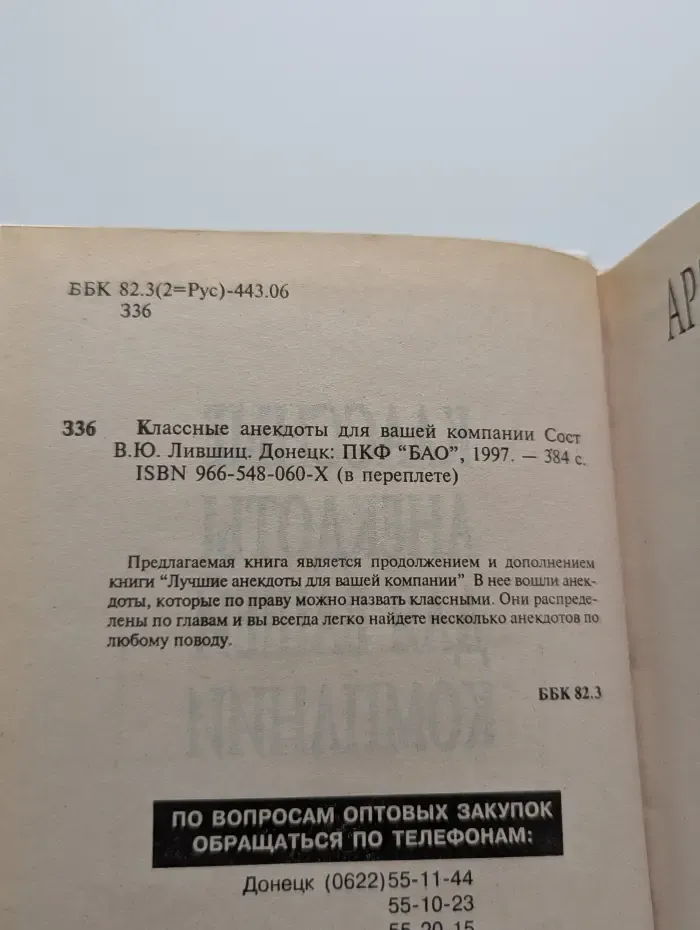 ББК 82.3(2=Рус)-443.06
336
336 Классные анекдоты для вашей компании Сост
В.Ю. Лившиц. Донецк: ПКФ “БАО”, 1997. — 384 с.
ISBN 966-548-060-X (в переплете)
Предлагаемая книга является продолжением и дополнением
книги “Лучшие анекдоты для вашей компании” В нее вошли анек-
доты, которые по праву можно назвать классными. Они распреде-
лены по главам и вы всегда легко найдете несколько анекдотов по
любому поводу.
ББК 82.3
ПО ВОПРОСАМ ОПТОВЫХ ЗАКУПОК
ОБРАЩАТЬСЯ ПО ТЕЛЕФОНАМ:
Донецк (0622)55-11-44
55-10-23
55-20-15